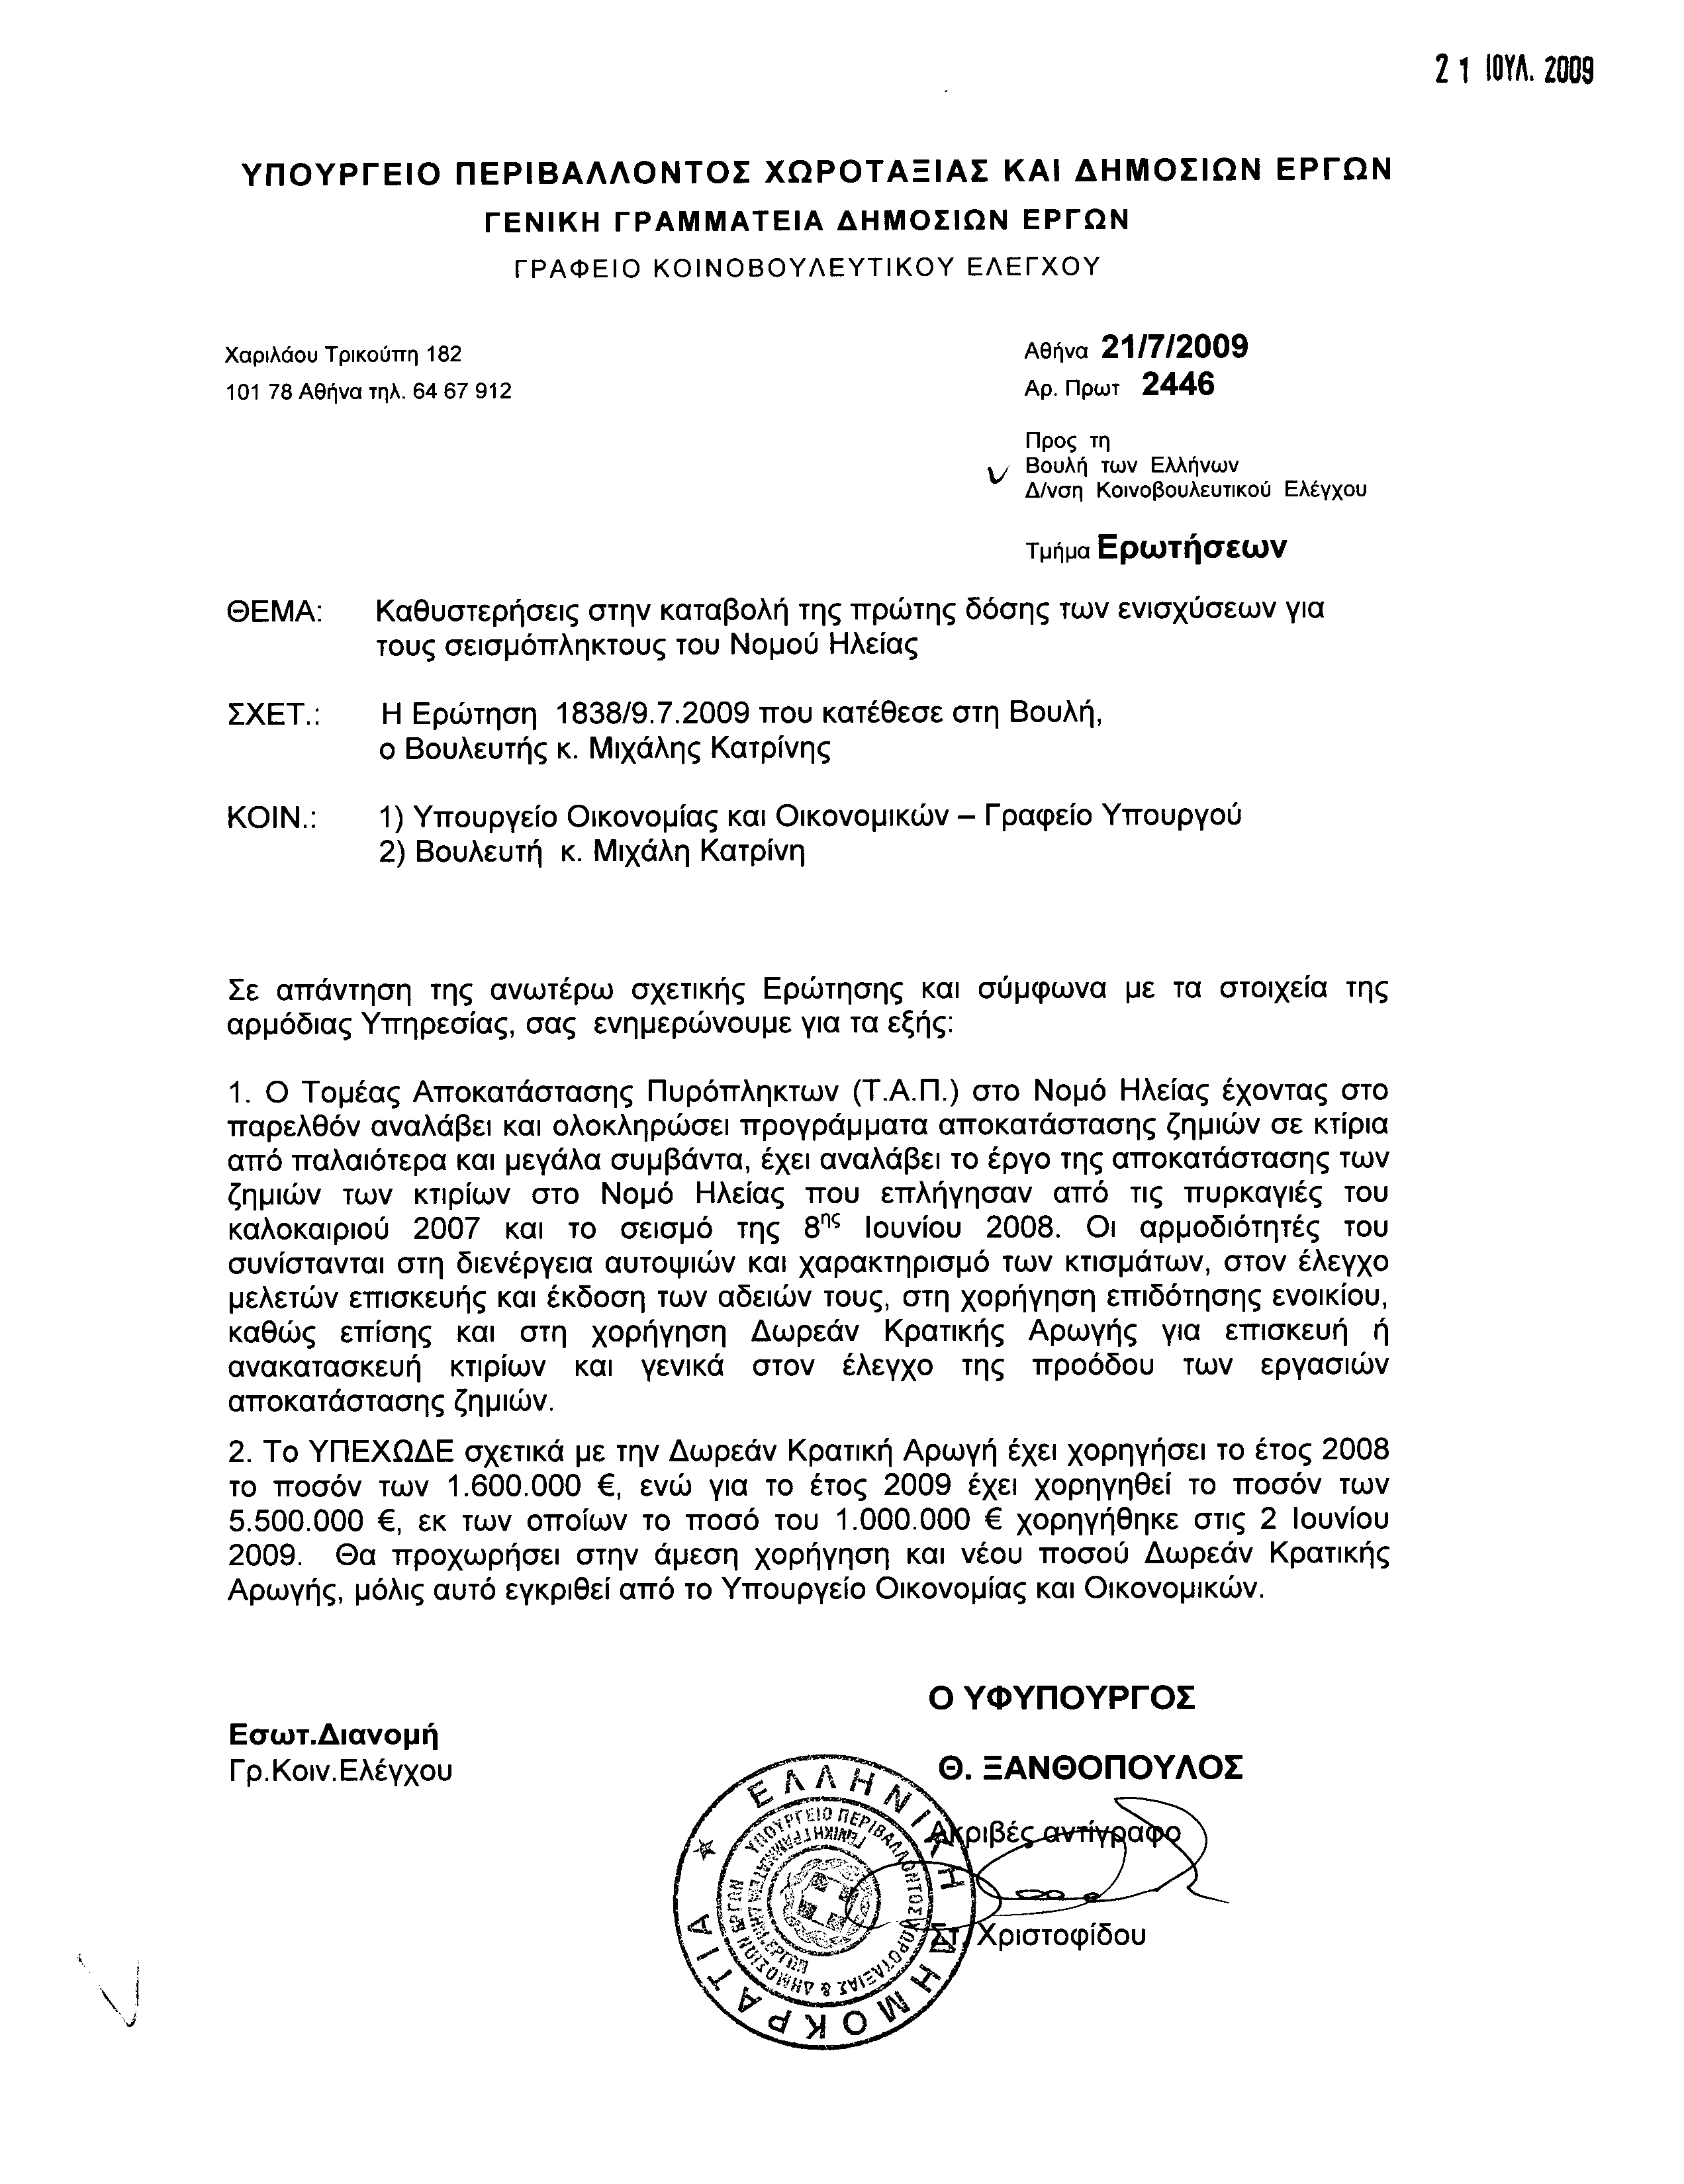 2 1 ΙΟΥΛ. 2009
ΥΠΟΥΡΓΕΙΟ ΠΕΡΙΒΑΛΛΟΝΤΟΣ ΧΩΡΟΤΑΞΙΑΣ ΚΑΙ ΔΗΜΟΣΙΩΝ ΕΡΓΩΝ
ΓΕΝΙΚΗ ΓΡΑΜΜΑΤΕΙΑ ΔΗΜΟΣΙΩΝ ΕΡΓΩΝ
ΓΡΑΦΕΙΟ ΚΟΙΝΟΒΟΥΛΕΥΤΙΚΟΥ ΕΛΕΓΧΟΥ
Χαριλάου Τρικούπη 182
101 78 Αθήνα τηλ. 64 67 912
Αθήνα 21/7/2009
Αρ. Πρωτ 2446
Προς τη
Βουλή των Ελλήνων
Δ/νση Κοινοβουλευτικού Ελέγχου
Τμήμα Ερωτήσεων
ΘΕΜΑ: Καθυστερήσεις στην καταβολή της πρώτης δόσης των ενισχύσεων για
τους σεισμόπληκτους του Νομού Ηλείας
ΣΧΕΤ.: Η Ερώτηση 1838/9.7.2009 που κατέθεσε στη Βουλή,
ο Βουλευτής κ. Μιχάλης Κατρίνης
ΚΟΙΝ.: 1) Υπουργείο Οικονομίας και Οικονομικών – Γραφείο Υπουργού
2) Βουλευτή κ. Μιχάλη Κατρίνη
Σε απάντηση της ανωτέρω σχετικής Ερώτησης και σύμφωνα με τα στοιχεία της
αρμόδιας Υπηρεσίας, σας ενημερώνουμε για τα εξής:
1. Ο Τομέας Αποκατάστασης Πυρόπληκτων (Τ.Α.Π.) στο Νομό Ηλείας έχοντας στο
παρελθόν αναλάβει και ολοκληρώσει προγράμματα αποκατάστασης ζημιών σε κτίρια
από παλαιότερα και μεγάλα συμβάντα, έχει αναλάβει το έργο της αποκατάστασης των
ζημιών των κτιρίων στο Νομό Ηλείας που επλήγησαν από τις πυρκαγιές του
καλοκαιριού 2007 και το σεισμό της 8ης Ιουνίου 2008. Οι αρμοδιότητές του
συνίστανται στη διενέργεια αυτοψιών και χαρακτηρισμό των κτισμάτων, στον έλεγχο
μελετών επισκευής και έκδοση των αδειών τους, στη χορήγηση επιδότησης ενοικίου,
καθώς επίσης και στη χορήγηση Δωρεάν Κρατικής Αρωγής για επισκευή ή
ανακατασκευή κτιρίων και γενικά στον έλεγχο της προόδου των εργασιών
αποκατάστασης ζημιών.
2. Το ΥΠΕΧΩΔΕ σχετικά με την Δωρεάν Κρατική Αρωγή έχει χορηγήσει το έτος 2008
το ποσόν των 1.600.000 €, ενώ για το έτος 2009 έχει χορηγηθεί το ποσόν των
5.500.000 €, εκ των οποίων το ποσό του 1.000.000 € χορηγήθηκε στις 2 Ιουνίου
2009. Θα προχωρήσει στην άμεση χορήγηση και νέου ποσού Δωρεάν Κρατικής
Αρωγής, μόλις αυτό εγκριθεί από το Υπουργείο Οικονομίας και Οικονομικών.
Ο ΥΦΥΠΟΥΡΓΟΣ
Εσωτ.Διανομή
Γρ.Κοιν.Ελέγχου
Θ. ΞΑΝΘΟΠΟΥΛΟΣ
Ακριβές αντίγραφο
Στ. Χριστοφίδου
ΕΛΛΗΝΙΚΗ ΔΗΜΟΚΡΑΤΙΑ
ΥΠΟΥΡΓΕΙΟ ΠΕΡΙΒΑΛΛΟΝΤΟΣ ΧΩΡΟΤΑΞΙΑΣ & ΔΗΜΟΣΙΩΝ ΕΡΓΩΝ